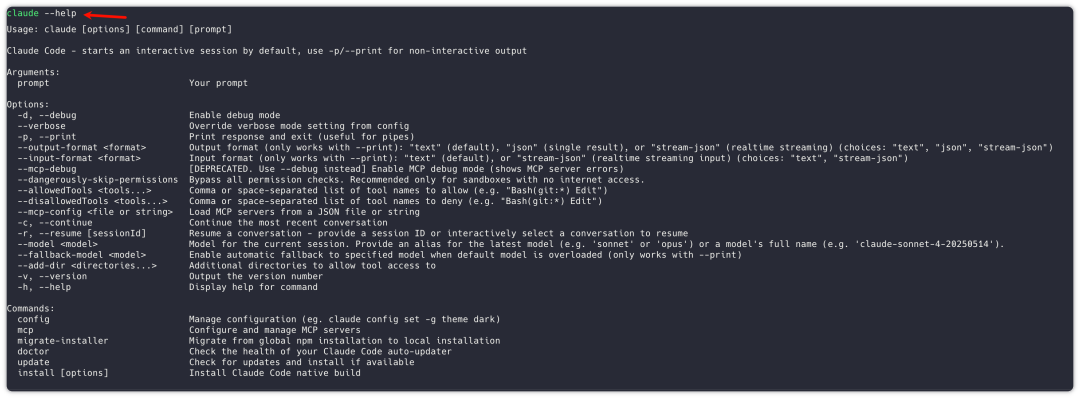 claude --help
Usage: claude [options] [command] [prompt]
Claude Code - starts an interactive session by default, use -p/--print for non-interactive output
Arguments:
prompt Your prompt
Options:
-d, --debug Enable debug mode
--verbose Override verbose mode setting from config
-p, --print Print response and exit (useful for pipes)
--output-format <format> Output format (only works with --print): "text" (default), "json" (single result), or "stream-json" (realtime streaming) (choices: "text", "json", "stream-json")
--input-format <format> Input format (only works with --print): "text" (default), or "stream-json" (realtime streaming input) (choices: "text", "stream-json")
--mcp-debug [DEPRECATED. Use --debug instead] Enable MCP debug mode (shows MCP server errors)
--dangerously-skip-permissions Bypass all permission checks. Recommended only for sandboxes with no internet access.
--allowedTools <tools...> Comma or space-separated list of tool names to allow (e.g. "Bash(git:*) Edit")
--disallowedTools <tools...> Comma or space-separated list of tool names to deny (e.g. "Bash(git:*) Edit")
--mcp-config <file or string> Load MCP servers from a JSON file or string
-c, --continue Continue the most recent conversation
-r, --resume [sessionId] Resume a conversation - provide a session ID or interactively select a conversation to resume
--model <model> Model for the current session. Provide an alias for the latest model (e.g. 'sonnet' or 'opus') or a model's full name (e.g. 'claude-sonnet-4-20250514').
--fallback-model <model> Enable automatic fallback to specified model when default model is overloaded (only works with --print)
--add-dir <directories...> Additional directories to allow tool access to
-v, --version Output the version number
-h, --help Display help for command
Commands:
config Manage configuration (eg. claude config set -g theme dark)
mcp Configure and manage MCP servers
migrate-installer Migrate from global npm installation to local installation
doctor Check the health of your Claude Code auto-updater
update Check for updates and install if available
install [options] Install Claude Code native build